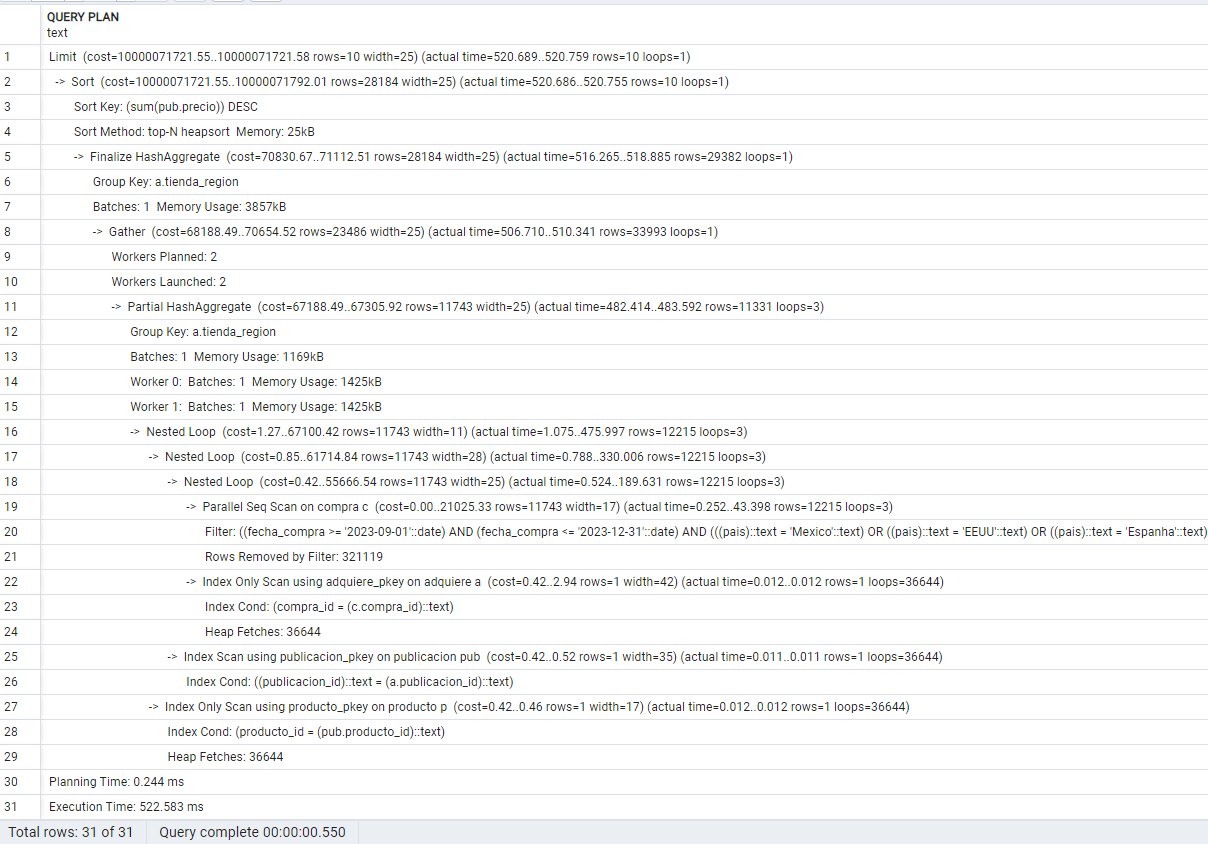 QUERY PLAN
text
1 Limit (cost=10000071721.55..10000071721.58 rows=10 width=25) (actual time=520.689..520.759 rows=10 loops=1)
2 -> Sort (cost=10000071721.55..10000071792.01 rows=28184 width=25) (actual time=520.686..520.755 rows=10 loops=1)
3 Sort Key: (sum(pub.precio)) DESC
4 Sort Method: top-N heapsort Memory: 25kB
5 -> Finalize HashAggregate (cost=70830.67..71112.51 rows=28184 width=25) (actual time=516.265..518.885 rows=29382 loops=1)
6 Group Key: a.tienda_region
7 Batches: 1 Memory Usage: 3857kB
8 -> Gather (cost=68188.49..70654.52 rows=23486 width=25) (actual time=506.710..510.341 rows=33993 loops=1)
9 Workers Planned: 2
10 Workers Launched: 2
11 -> Partial HashAggregate (cost=67188.49..67305.92 rows=11743 width=25) (actual time=482.414..483.592 rows=11331 loops=3)
12 Group Key: a.tienda_region
13 Batches: 1 Memory Usage: 1169kB
14 Worker 0: Batches: 1 Memory Usage: 1425kB
15 Worker 1: Batches: 1 Memory Usage: 1425kB
16 -> Nested Loop (cost=1.27..67100.42 rows=11743 width=11) (actual time=1.075..475.997 rows=12215 loops=3)
17 -> Nested Loop (cost=0.85..61714.84 rows=11743 width=28) (actual time=0.788..330.006 rows=12215 loops=3)
18 -> Nested Loop (cost=0.42..55666.54 rows=11743 width=25) (actual time=0.524..189.631 rows=12215 loops=3)
19 -> Parallel Seq Scan on compra c (cost=0.00..21025.33 rows=11743 width=17) (actual time=0.252..43.398 rows=12215 loops=3)
20 Filter: ((fecha_compra >= '2023-09-01'::date) AND (fecha_compra <= '2023-12-31'::date) AND (((pais)::text = 'Mexico'::text) OR ((pais)::text = 'EEUU'::text) OR ((pais)::text = 'Espanha'::text)
21 Rows Removed by Filter: 321119
22 -> Index Only Scan using adquiere_pkey on adquiere a (cost=0.42..2.94 rows=1 width=42) (actual time=0.012..0.012 rows=1 loops=36644)
23 Index Cond: (compra_id = (c.compra_id)::text)
24 Heap Fetches: 36644
25 -> Index Scan using publicacion_pkey on publicacion pub (cost=0.42..0.52 rows=1 width=35) (actual time=0.011..0.011 rows=1 loops=36644)
26 Index Cond: ((publicacion_id)::text = (a.publicacion_id)::text)
27 -> Index Only Scan using producto_pkey on producto p (cost=0.42..0.46 rows=1 width=17) (actual time=0.012..0.012 rows=1 loops=36644)
28 Index Cond: (producto_id = (pub.producto_id)::text)
29 Heap Fetches: 36644
30 Planning Time: 0.244 ms
31 Execution Time: 522.583 ms
Total rows: 31 of 31 Query complete 00:00:00.550